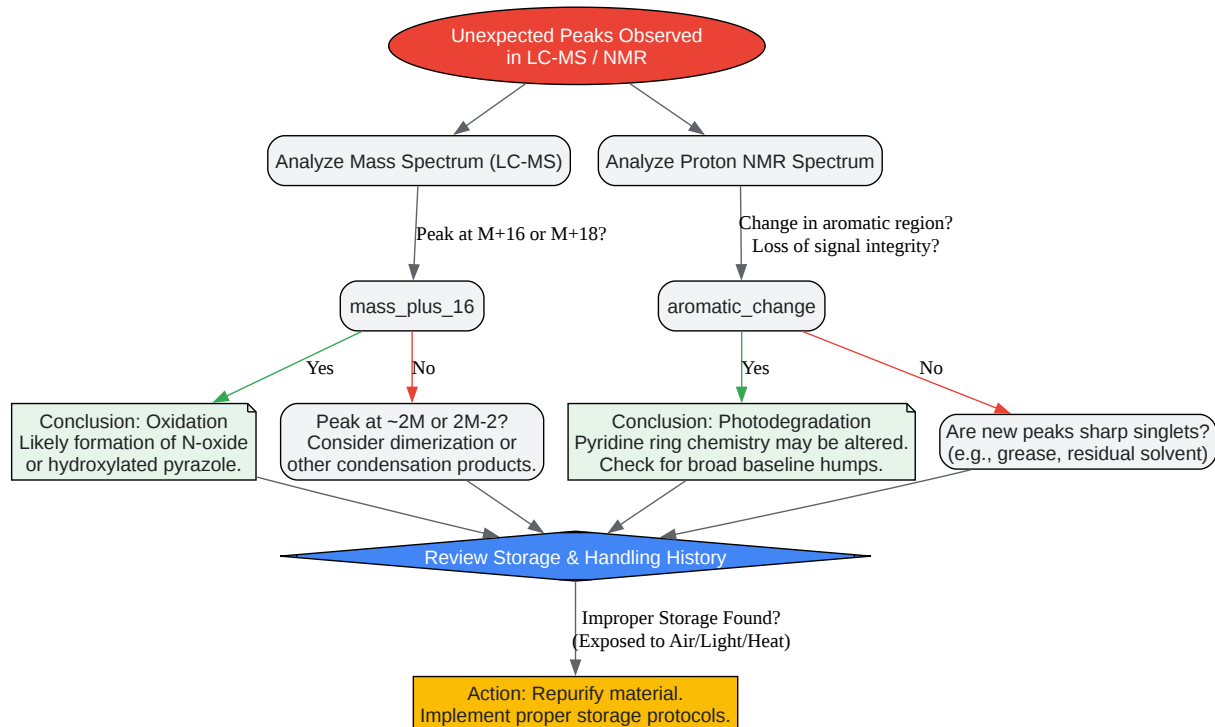 Unexpected Peaks Observed
in LC-MS / NMR
Analyze Mass Spectrum (LC-MS)
Analyze Proton NMR Spectrum
Peak at M+16 or M+18?
Change in aromatic region?
Loss of signal integrity?
mass_plus_16
aromatic_change
Yes
No
Yes
No
Conclusion: Oxidation
Likely formation of N-oxide
or hydroxylated pyrazole.
Peak at ~2M or 2M-2?
Consider dimerization or
other condensation products.
Conclusion: Photodegradation
Pyridine ring chemistry may be altered.
Check for broad baseline humps.
Are new peaks sharp singlets?
(e.g., grease, residual solvent)
Review Storage & Handling History
Improper Storage Found?
(Exposed to Air/Light/Heat)
Action: Repurify material.
Implement proper storage protocols.